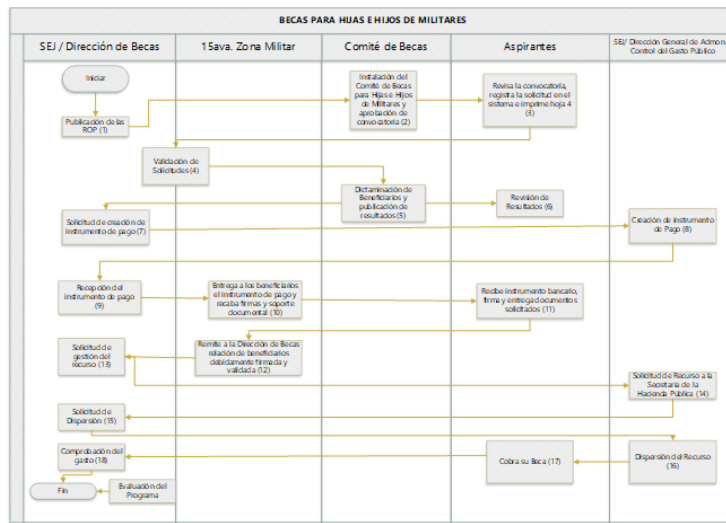 BECAS PARA HIJAS E HIJOS DE MILITARES
SEJ / Dirección de Becas
15ava. Zona Militar
Comité de Becas
Aspirantes
SEJ/ Dirección General de Admon.
Control del Gasto Público
Iniciar
Publicación de las
ROP (1)
Instalación del
Comité de Becas
para Hijas e Hijos
de Militares y
aprobación de
convocatoria (2)
Revisa la convocatoria,
registra la solicitud en el
sistema e imprime hoja 4
(3)
Validación de
Solicitudes (4)
Dictaminación de
Beneficiarios y
publicación de
resultados (5)
Revisión de
Resultados (6)
Solicitud de creación de
instrumento de pago (7)
Creación de Instrumento
de Pago (8)
Recepción del
instrumento de pago
(9)
Entrega a los beneficiarios
el instrumento de pago y
recaba firmas y soporte
documental (10)
Recibe instrumento bancario,
firma y entrega documentos
solicitados (11)
Remite a la Dirección de Becas
relación de beneficiarios
debidamente firmada y
validada (12)
Solicitud de
gestión del
recurso (13)
Solicitud de Recurso a la
Secretaría de la
Hacienda Pública (14)
Solicitud de
Dispersión (15)
Dispersión del Recurso
(16)
Cobra su Beca (17)
Comprobación del
gasto (18)
Fin
Evaluación del
Programa